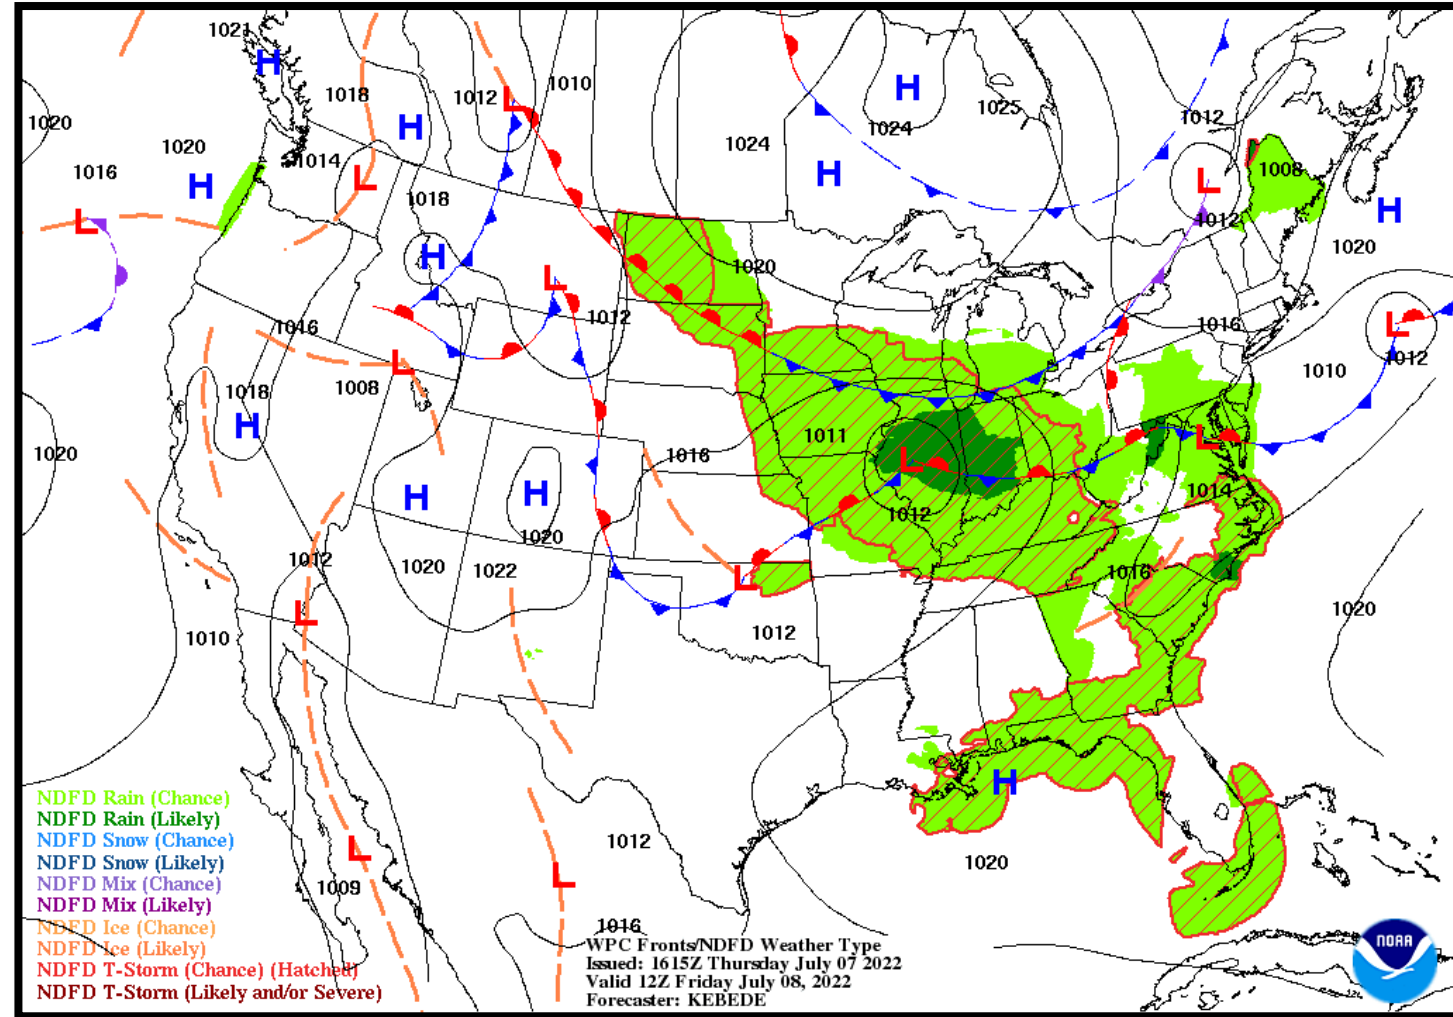 1021
H
H
1018
H
1012
L
1010
H
1024
1025
1012
1020
1020
1016
1014
L
1018
1024
H
1008
L
1012
H
H
L
1020
H
L
1020
1012
1016
1016
L
1012
1010
1008
L
1018
H
1020
1011
1016
L
L
H
H
1014
1012
1020
1012
1020
1022
L
1016
1020
L
1010
1012
H
NDFD Rain (Chance)
NDFD Rain (Likely)
NDFD Snow (Chance)
NDFD Snow (Likely)
NDFD Mix (Chance)
NDFD Mix (Likely)
NDFD Ice (Chance)
NDFD Ice (Likely)
NDFD T-Storm (Chance) (Hatched)
NDFD T-Storm (Likely and/or Severe)
L
1009
1012
L
1020
1016
WPC Fronts/NDFD Weather Type
Issued: 1615Z Thursday July 07 2022
Valid 12Z Friday July 08, 2022
Forecaster: KEBEDE
NOAA